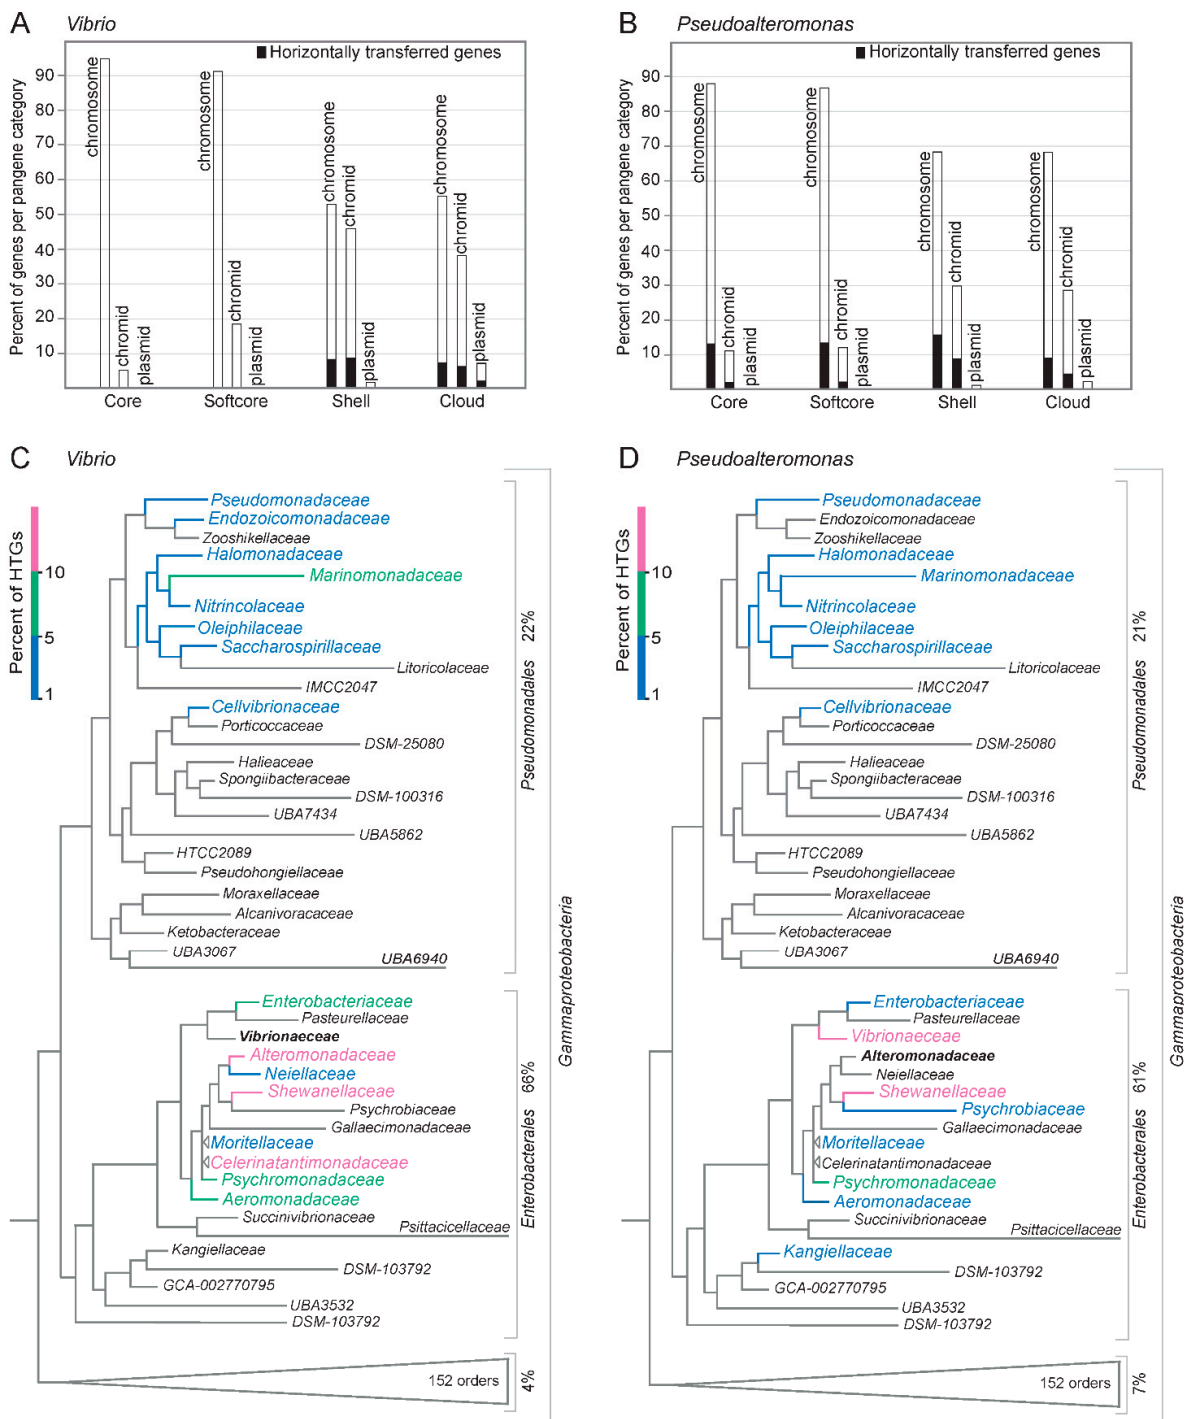 A Vibrio
Horizontally transferred genes
Percent of genes per pangene category
90
80
70
60
50
40
30
20
10
chromosome
chromid
plasmid
chromosome
chromid
plasmid
chromosome
chromid
plasmid
chromosome
chromid
plasmid
Core Softcore Shell Cloud
B Pseudoalteromonas
Horizontally transferred genes
Percent of genes per pangene category
90
80
70
60
50
40
30
20
10
chromosome
chromid
plasmid
chromosome
chromid
plasmid
chromosome
chromid
plasmid
chromosome
chromid
plasmid
Core Softcore Shell Cloud
C Vibrio
Percent of HTGs
10
5
1
Pseudomonadaceae
Endozoicomonadaceae
Zooshikellaceae
Halomonadaceae
Marinomonadaceae
Nitrincolaceae
Oleiphilaceae
Saccharospirillaceae
Litoricolaceae
IMCC2047
Cellvibrionaceae
Porticoccaceae
DSM-25080
Halieaceae
Spongiibacteraceae
DSM-100316
UBA7434
UBA5862
HTCC2089
Pseudohongiellaceae
Moraxellaceae
Alcanivoracaceae
Ketobacteraceae
UBA3067
UBA6940
Enterobacteriaceae
Pasteurellaceae
Vibrionaeceae
Alteromonadaceae
Neiellaceae
Shewanellaceae
Psychrobiaceae
Gallaecimonadaceae
Moritellaceae
Celerinatantimonadaceae
Psychromonadaceae
Aeromonadaceae
Succinivibrionaceae
Psittacicellaceae
Kangiellaceae
DSM-103792
GCA-002770795
UBA3532
DSM-103792
152 orders
Pseudomonadales 22%
Enterobacterales 66%
4%
Gammaproteobacteria
D Pseudoalteromonas
Percent of HTGs
10
5
1
Pseudomonadaceae
Endozoicomonadaceae
Zooshikellaceae
Halomonadaceae
Marinomonadaceae
Nitrincolaceae
Oleiphilaceae
Saccharospirillaceae
Litoricolaceae
IMCC2047
Cellvibrionaceae
Porticoccaceae
DSM-25080
Halieaceae
Spongiibacteraceae
DSM-100316
UBA7434
UBA5862
HTCC2089
Pseudohongiellaceae
Moraxellaceae
Alcanivoracaceae
Ketobacteraceae
UBA3067
UBA6940
Enterobacteriaceae
Pasteurellaceae
Vibrionaeceae
Alteromonadaceae
Neiellaceae
Shewanellaceae
Psychrobiaceae
Gallaecimonadaceae
Moritellaceae
Celerinatantimonadaceae
Psychromonadaceae
Aeromonadaceae
Succinivibrionaceae
Psittacicellaceae
Kangiellaceae
DSM-103792
GCA-002770795
UBA3532
DSM-103792
152 orders
Pseudomonadales 21%
Enterobacterales 61%
7%
Gammaproteobacteria